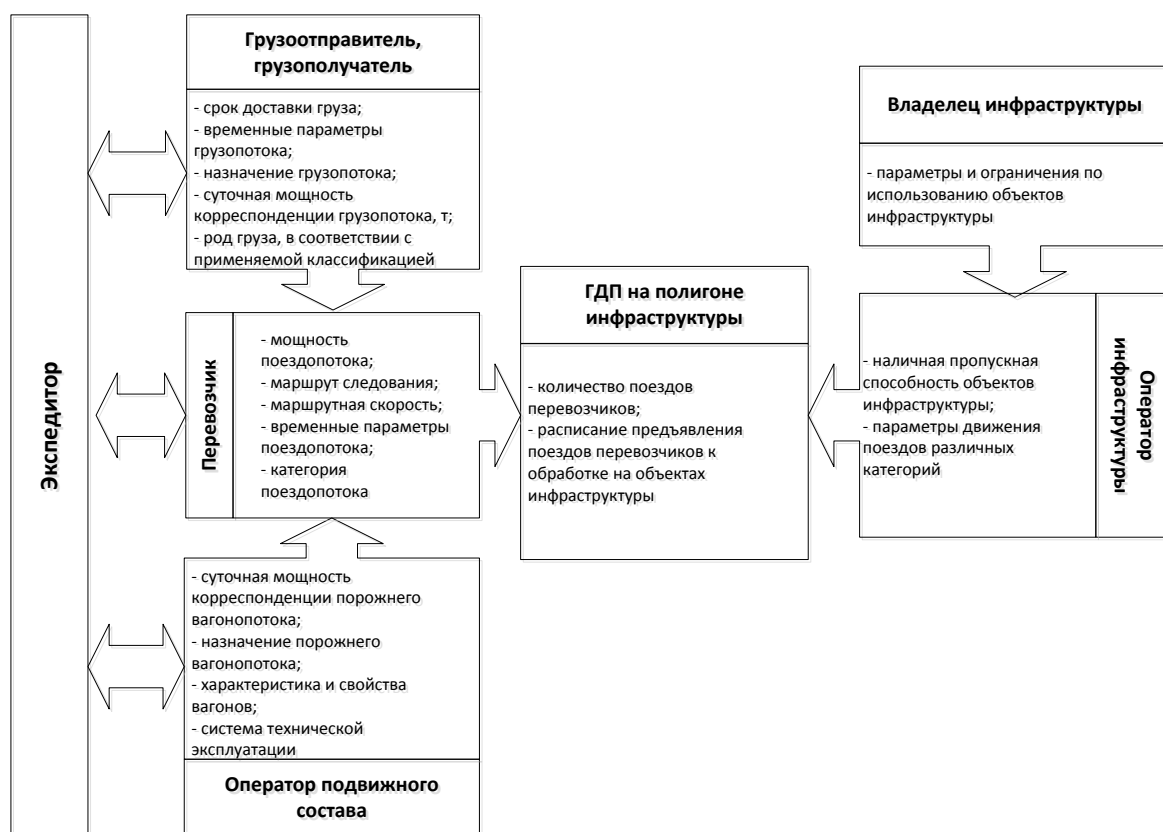 Экспедитор
Грузоотправитель,
грузополучатель
- срок доставки груза;
- временные параметры
грузопотока;
- назначение грузопотока;
- суточная мощность
корреспонденции грузопотока, т;
- род груза, в соответствии с
применяемой классификацией
Перевозчик
- мощность
поездопотока;
- маршрут следования;
- маршрутная скорость;
- временные параметры
поездопотока;
- категория
поездопотока
- суточная мощность
корреспонденции порожнего
вагонопотока;
- назначение порожнего
вагонопотока;
- характеристика и свойства
вагонов;
- система технической
эксплуатации
Оператор подвижного
состава
ГДП на полигоне
инфраструктуры
- количество поездов
перевозчиков;
- расписание предъявления
поездов перевозчиков к
обработке на объектах
инфраструктуры
Владелец инфраструктуры
- параметры и ограничения по
использованию объектов
инфраструктуры
- наличная пропускная
способность объектов
инфраструктуры;
- параметры движения
поездов различных
категорий
Оператор
инфраструктуры